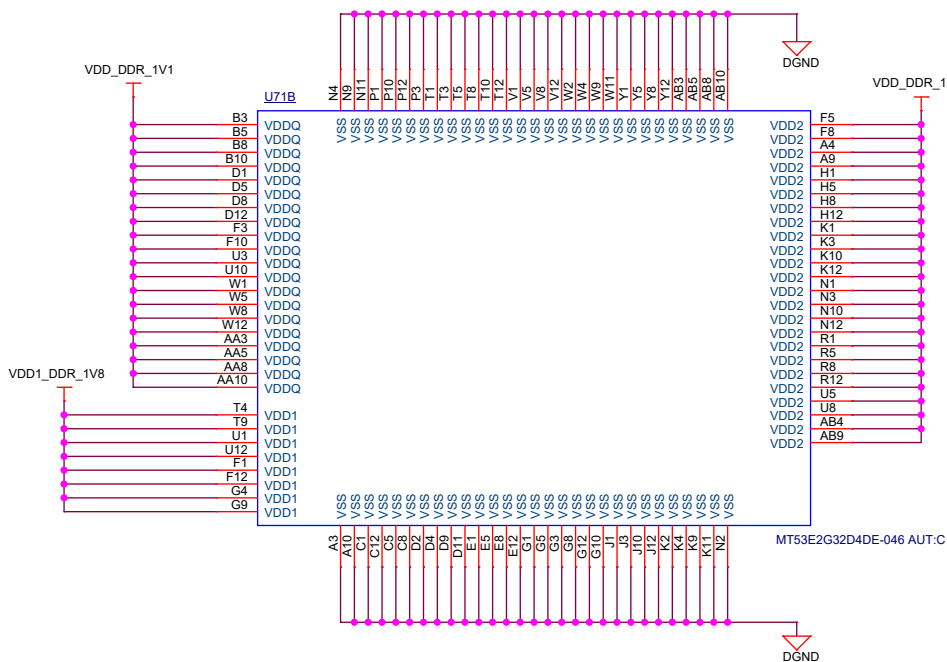 VDD_DDR_1V1
U71B
N4 N9 N11 P1 P10 P12 P3 T1 T3 T5 T8 T10 T12 V1 V5 V8 V12 W2 W4 W9 W11 Y1 Y5 Y8 Y12 AB3 AB5 AB8 AB10
VSS VSS VSS VSS VSS VSS VSS VSS VSS VSS VSS VSS VSS VSS VSS VSS VSS VSS VSS VSS VSS VSS VSS VSS VSS VSS VSS VSS VSS
DGND
VDD_DDR_1
B3 VDDQ VDD2 F5
B5 VDDQ VDD2 F8
B8 VDDQ VDD2 A4
B10 VDDQ VDD2 A9
D1 VDDQ VDD2 H1
D5 VDDQ VDD2 H5
D8 VDDQ VDD2 H8
D12 VDDQ VDD2 H12
F3 VDDQ VDD2 K1
F10 VDDQ VDD2 K3
U3 VDDQ VDD2 K10
U10 VDDQ VDD2 K12
W1 VDDQ VDD2 N1
W5 VDDQ VDD2 N3
W8 VDDQ VDD2 N10
W12 VDDQ VDD2 N12
AA3 VDDQ VDD2 R1
AA5 VDDQ VDD2 R5
AA8 VDDQ VDD2 R8
AA10 VDDQ VDD2 R12
VDD1_DDR_1V8
VDD2 U5
T4 VDD1 VDD2 U8
T9 VDD1 VDD2 AB4
U1 VDD1 VDD2 AB9
U12 VDD1
F1 VDD1
F12 VDD1
G4 VDD1
G9 VDD1
VSS VSS VSS VSS VSS VSS VSS VSS VSS VSS VSS VSS VSS VSS VSS VSS VSS VSS VSS VSS VSS VSS VSS VSS VSS VSS VSS VSS VSS
A3 A10 C1 C12 C5 C8 D2 D4 D9 D11 E1 E5 E8 E12 G1 G5 G3 G8 G12 G10 J1 J3 J10 J12 K2 K4 K9 K11 N2
MT53E2G32D4DE-046 AUT:C
DGND